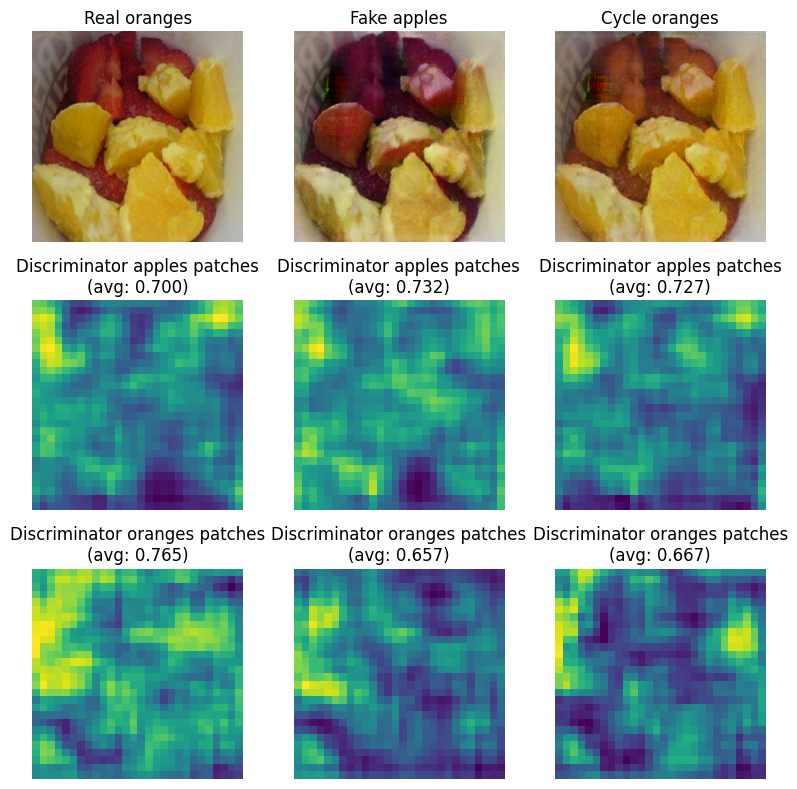 Real oranges
Fake apples
Cycle oranges
Discriminator apples patches
(avg: 0.700)
Discriminator apples patches
(avg: 0.732)
Discriminator apples patches
(avg: 0.727)
Discriminator oranges patches
(avg: 0.765)
Discriminator oranges patches
(avg: 0.657)
Discriminator oranges patches
(avg: 0.667)